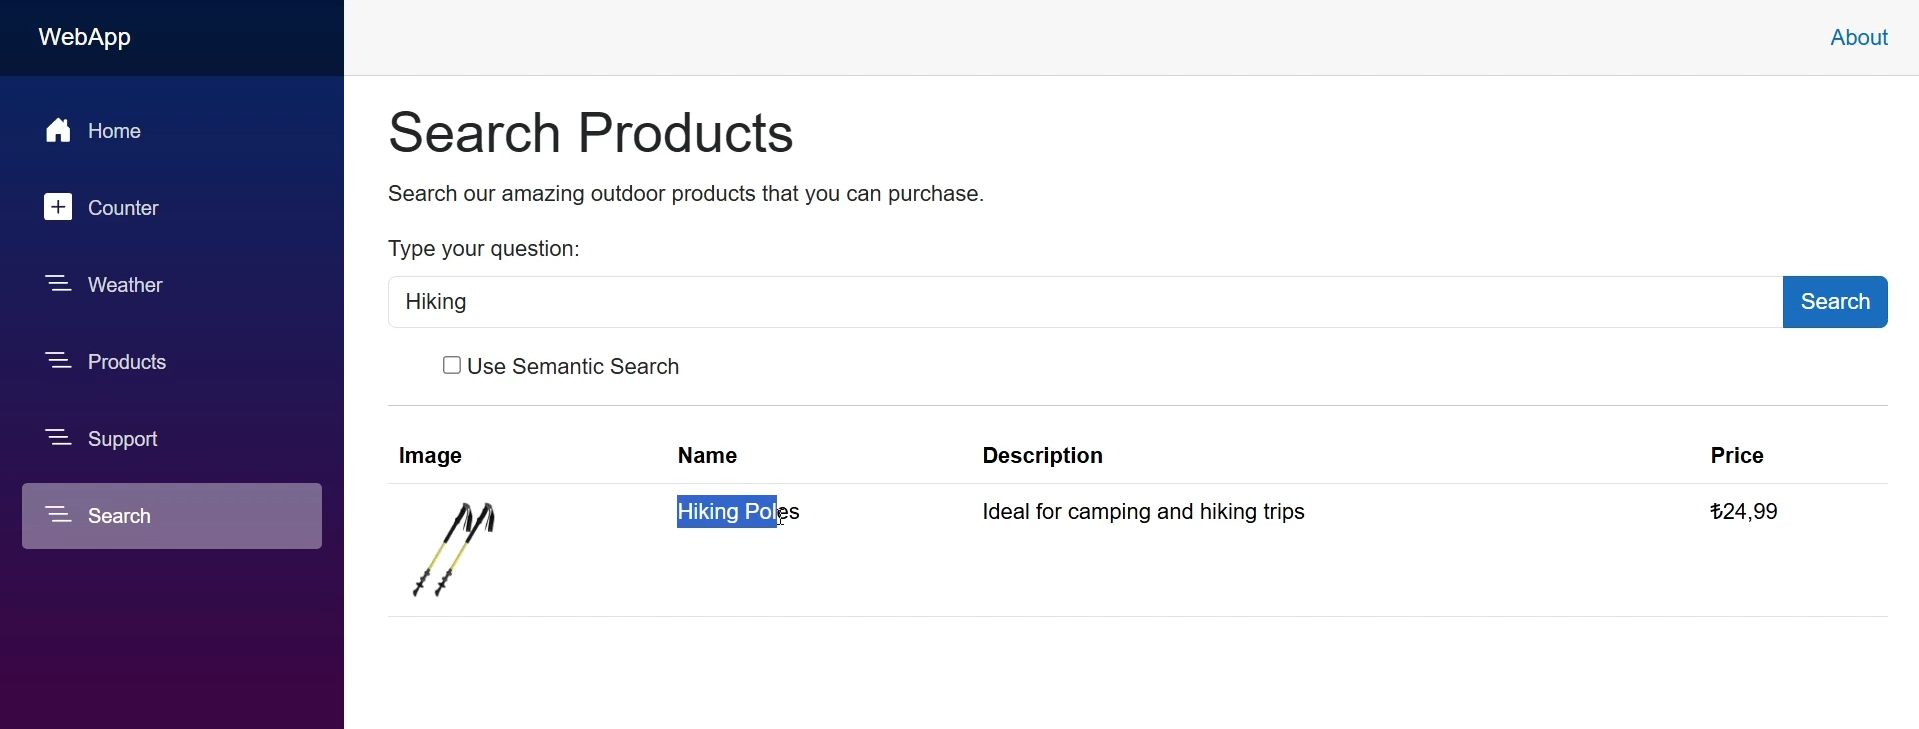 WebApp
About
Home
Counter
Weather
Products
Support
Search
Search Products
Search our amazing outdoor products that you can purchase.
Type your question:
Hiking
Search
Use Semantic Search
Image Name Description Price
Hiking Poles Ideal for camping and hiking trips ₺24,99